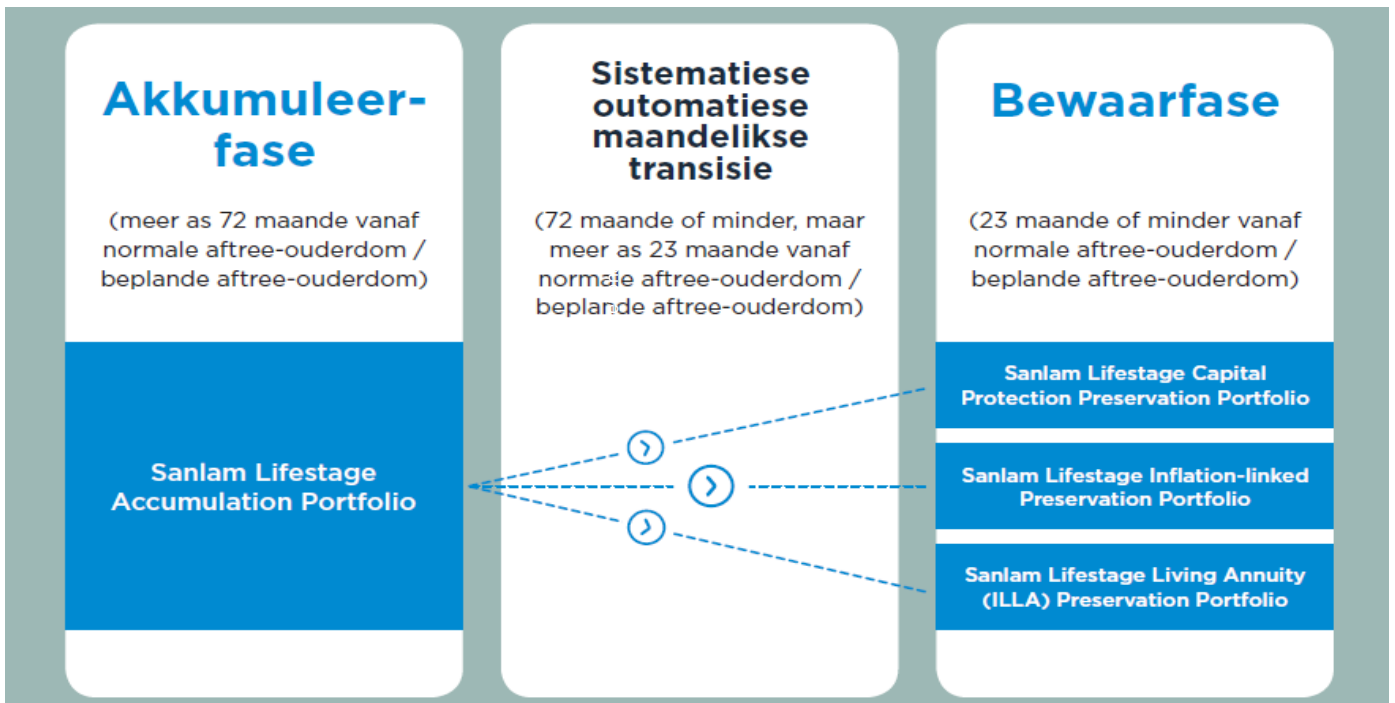 Akkumuleer-
fase
(meer as 72 maande vanaf
normale aftree-ouderdom /
beplande aftree-ouderdom)
Sanlam Lifestage
Accumulation Portfolio
Sistematiese
outomatiese
maandelikse
transisie
(72 maande of minder, maar
meer as 23 maande vanaf
normale aftree-ouderdom /
beplande aftree-ouderdom)
Bewaarfase
(23 maande of minder vanaf
normale aftree-ouderdom /
beplande aftree-ouderdom)
Sanlam Lifestage Capital
Protection Preservation Portfolio
Sanlam Lifestage Inflation-linked
Preservation Portfolio
Sanlam Lifestage Living Annuity
(ILLA) Preservation Portfolio